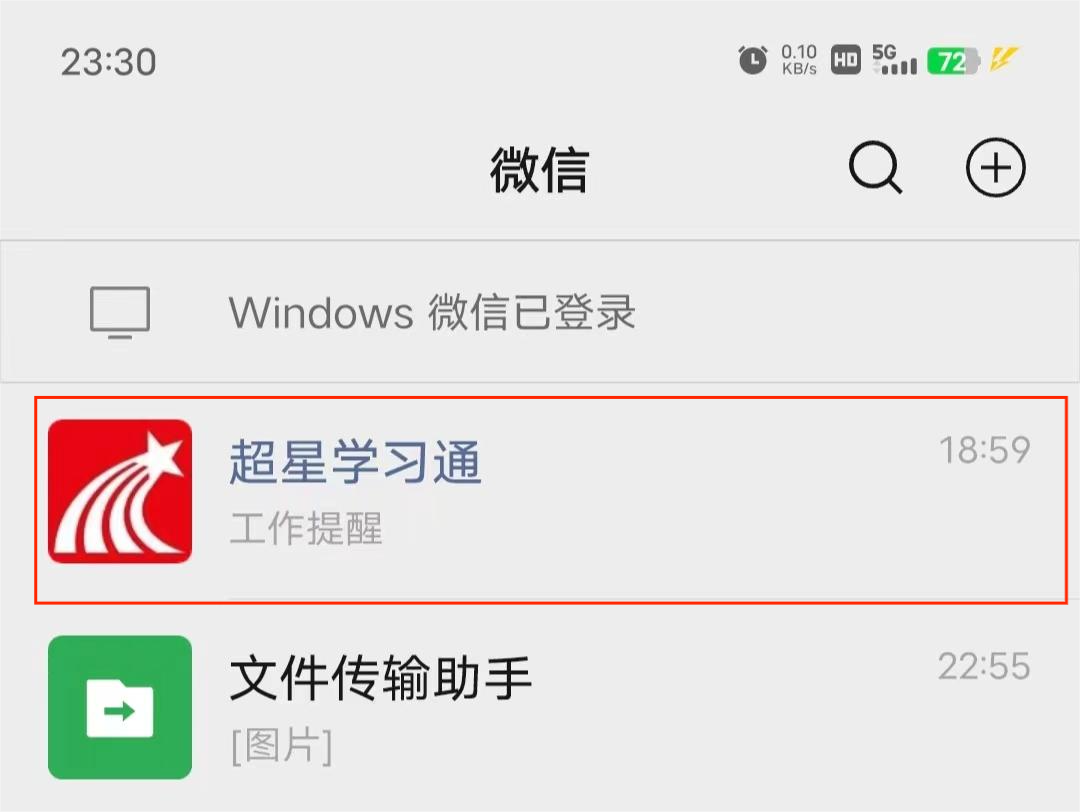 23:30
0.10 KB/s HD 5G 72
微信
Windows 微信已登录
超星学习通 18:59
工作提醒
文件传输助手 22:55
[图片]